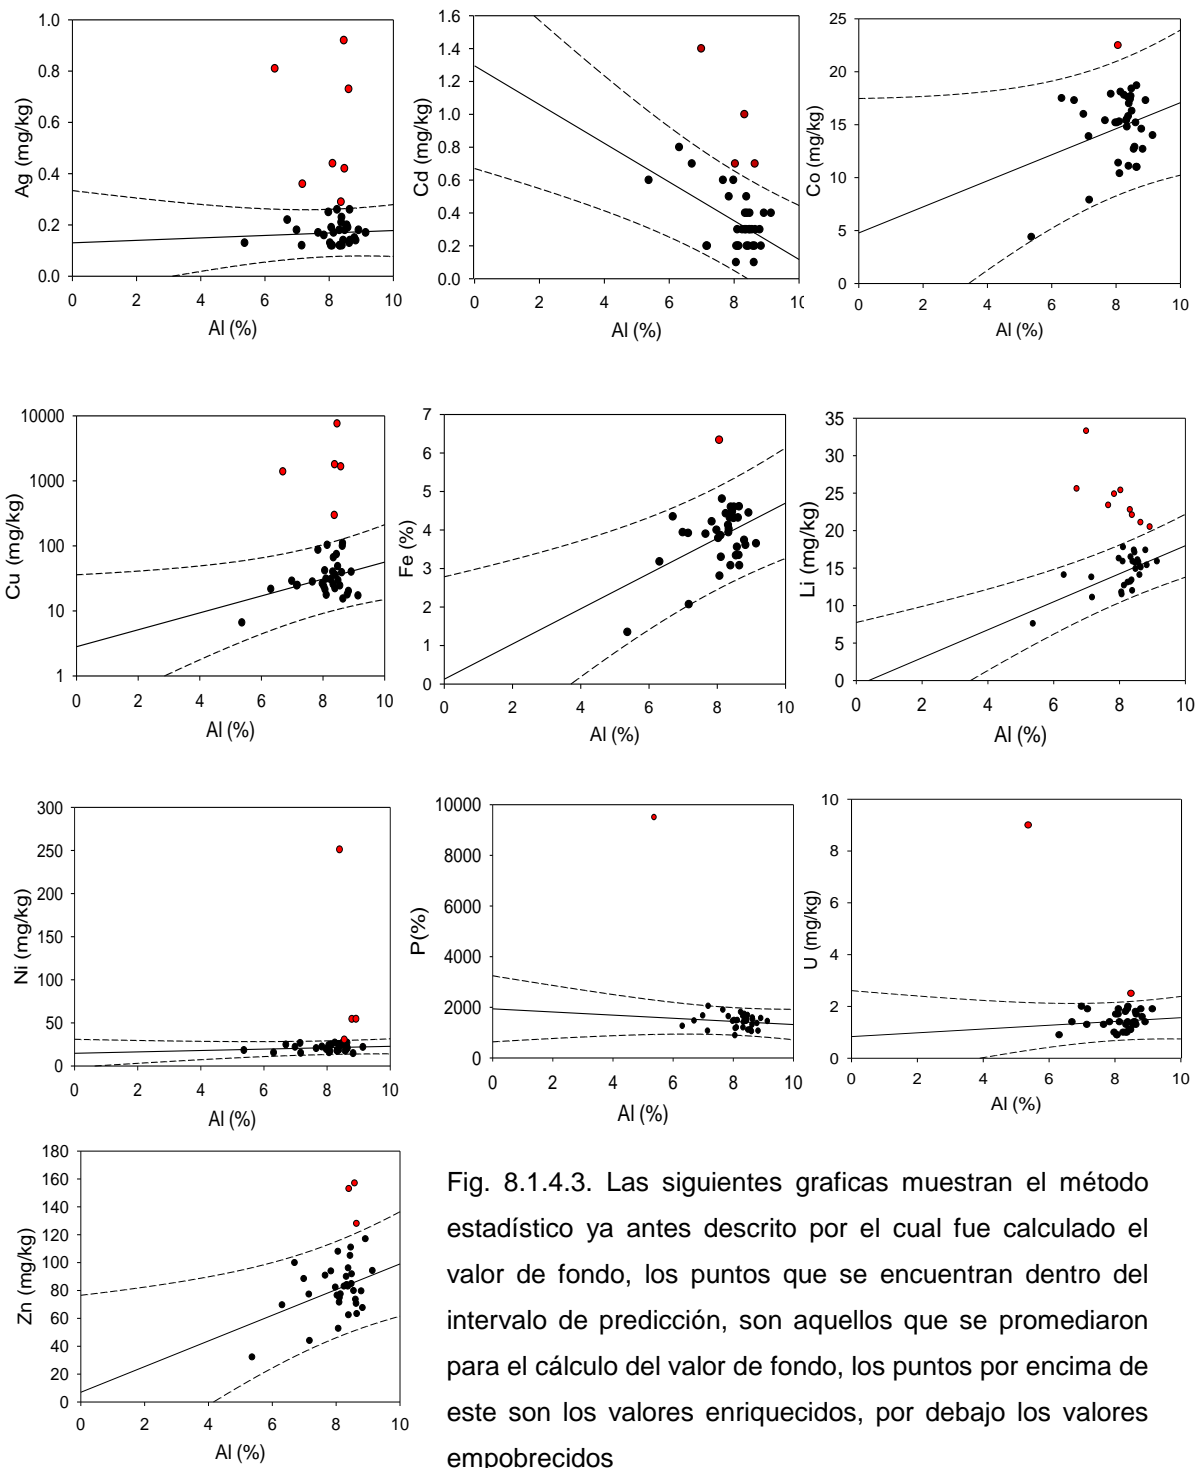 Ag (mg/kg)
1.0
0.8
0.6
0.4
0.2
0.0
0 2 4 6 8 10
Al (%)
Cd (mg/kg)
1.6
1.4
1.2
1.0
0.8
0.6
0.4
0.2
0.0
0 2 4 6 8 10
Al (%)
Co (mg/kg)
25
20
15
10
5
0
0 2 4 6 8 10
Al (%)
Cu (mg/kg)
10000
1000
100
10
1
0 2 4 6 8 10
Al (%)
Fe (%)
7
6
5
4
3
2
1
0
0 2 4 6 8 10
Al (%)
Li (mg/kg)
35
30
25
20
15
10
5
0
0 2 4 6 8 10
Al (%)
Ni (mg/kg)
300
250
200
150
100
50
0
0 2 4 6 8 10
Al (%)
P(%)
10000
8000
6000
4000
2000
0
0 2 4 6 8 10
Al (%)
U (mg/kg)
10
8
6
4
2
0
0 2 4 6 8 10
Al (%)
Zn (mg/kg)
180
160
140
120
100
80
60
40
20
0
0 2 4 6 8 10
Al (%)
Fig. 8.1.4.3. Las siguientes graficas muestran el método
estadístico ya antes descrito por el cual fue calculado el
valor de fondo, los puntos que se encuentran dentro del
intervalo de predicción, son aquellos que se promediaron
para el cálculo del valor de fondo, los puntos por encima de
este son los valores enriquecidos, por debajo los valores
empobrecidos